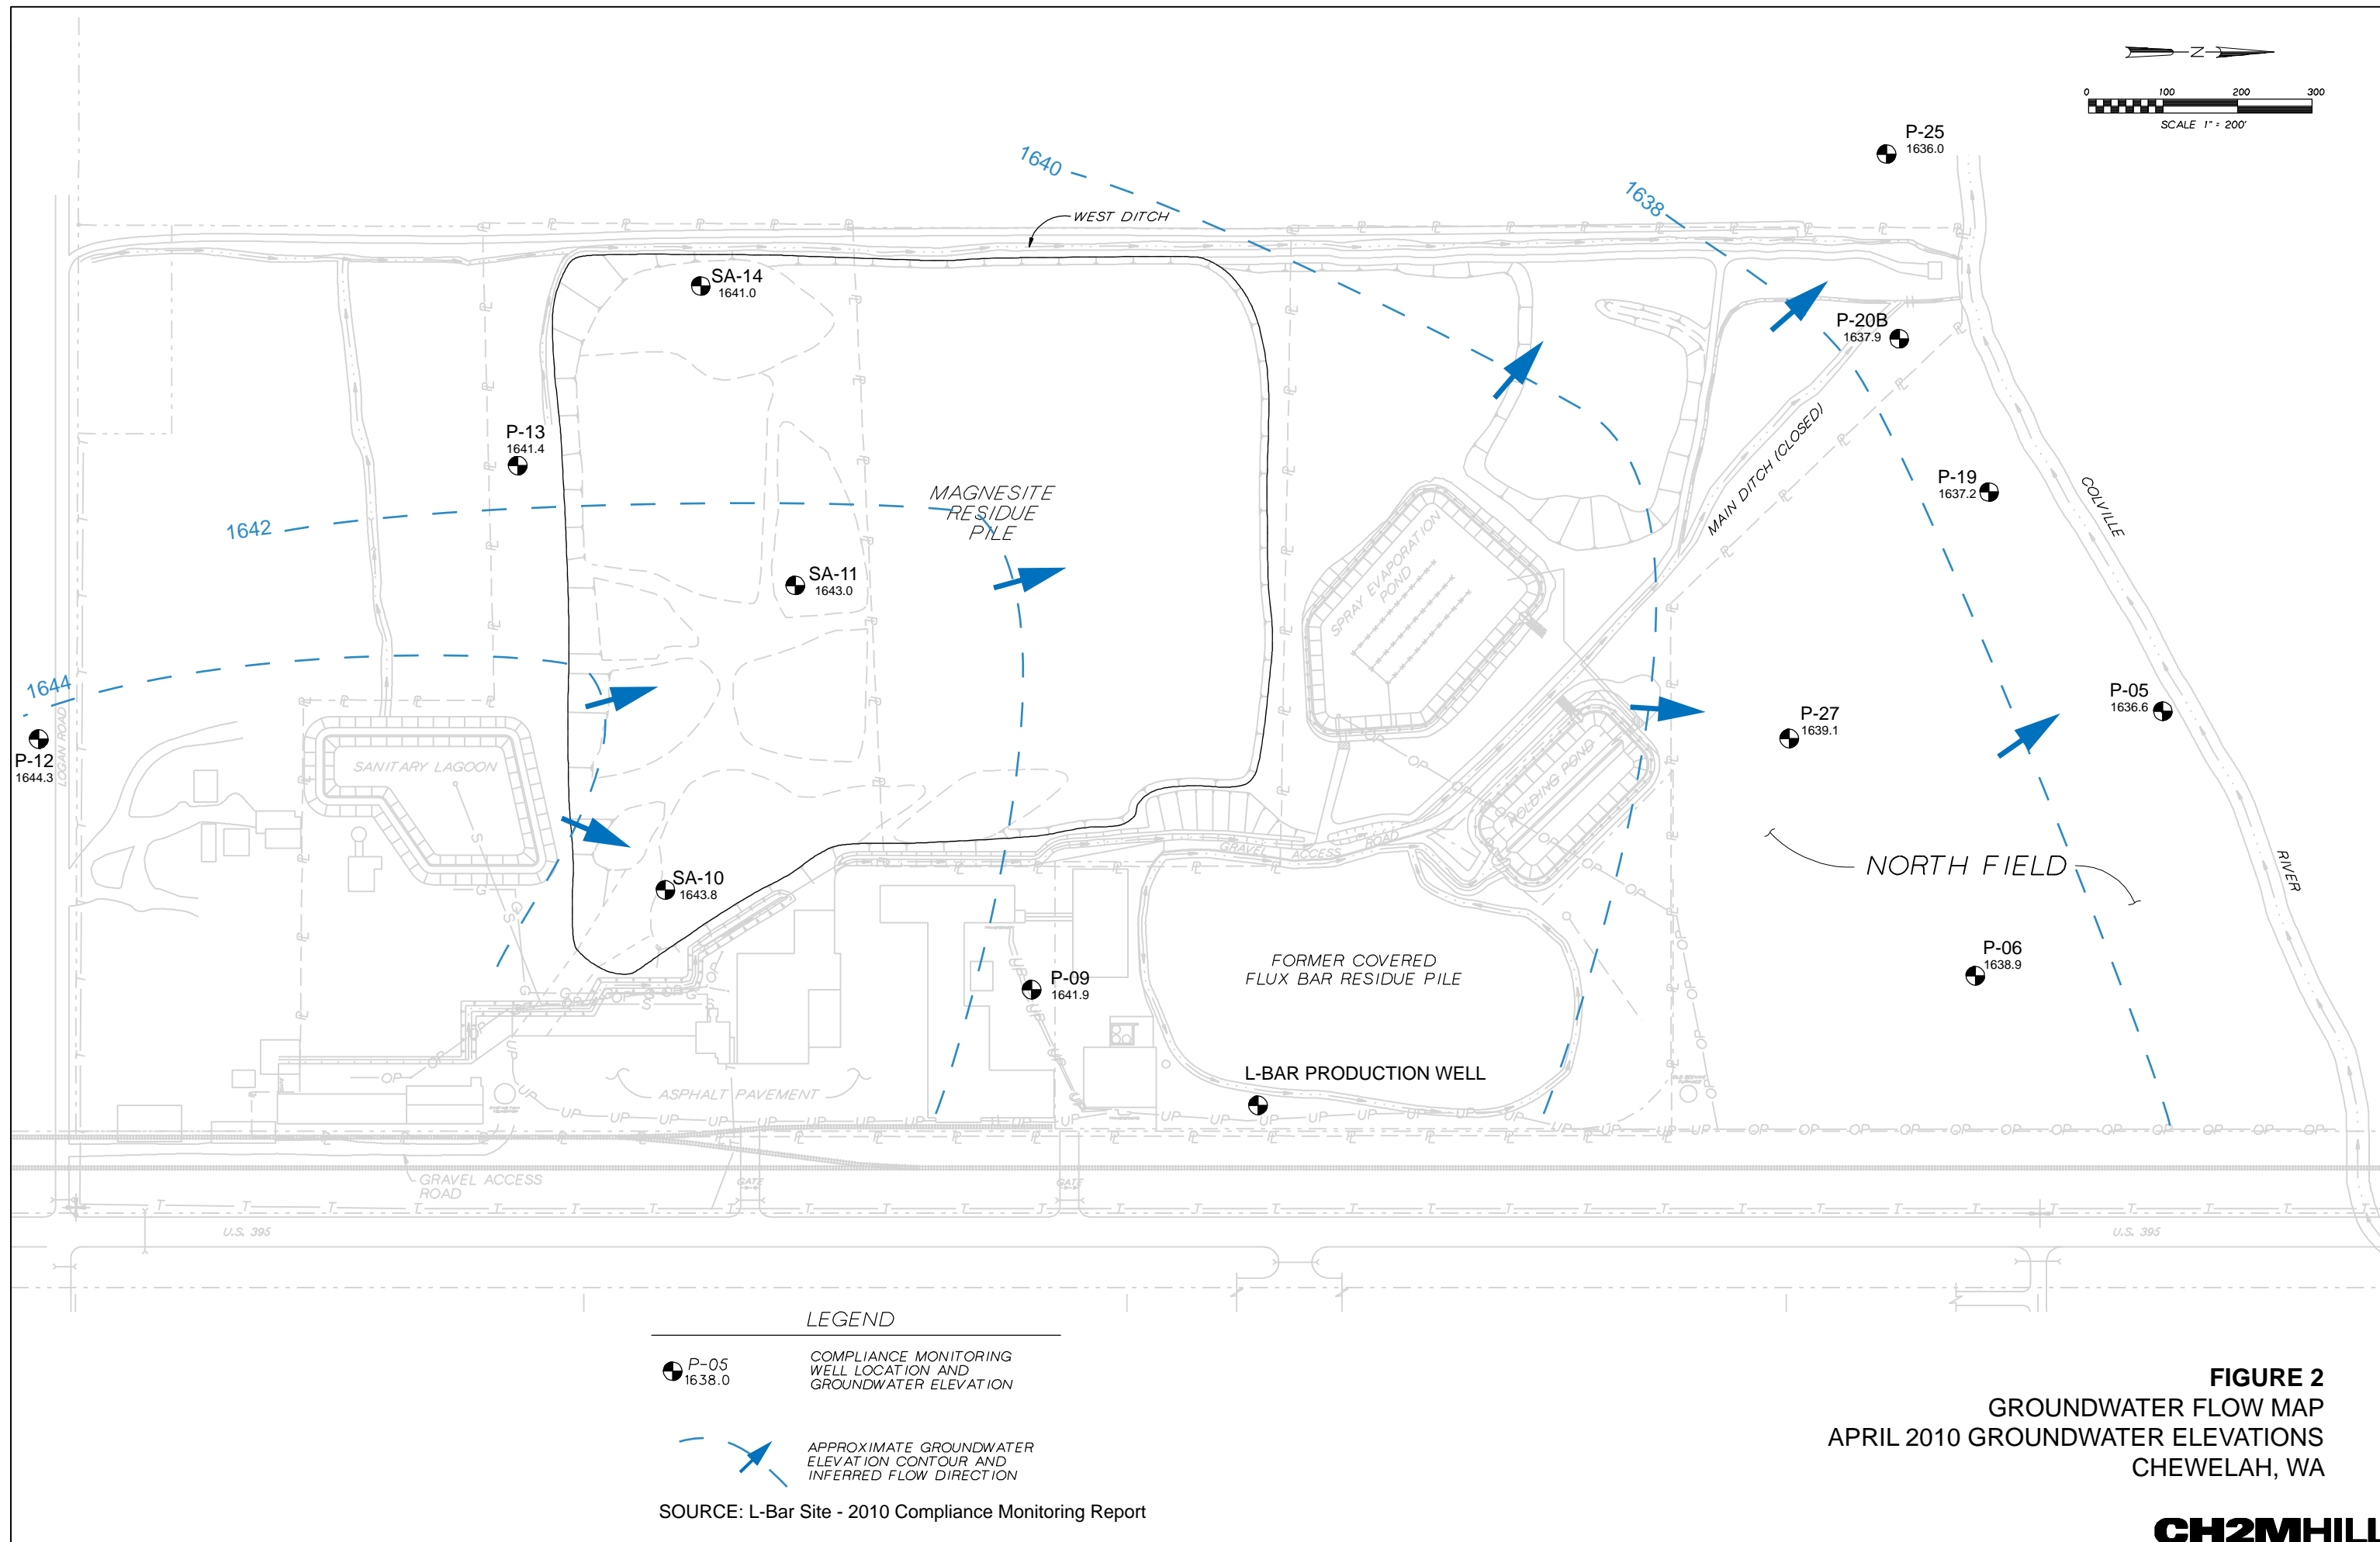 N
0 100 200 300
SCALE 1" = 200'
P-25
1636.0
1640
1638
WEST DITCH
SA-14
1641.0
P-20B
1637.9
P-13
1641.4
MAIN DITCH (CLOSED)
P-19
1637.2
COLVILLE
MAGNESITE
RESIDUE
PILE
1642
SPRAY EVAPORATION
POND
SA-11
1643.0
1644
P-05
1636.6
P-27
1639.1
LOGAN ROAD
P-12
1644.3
SANITARY LAGOON
HOLDING POND
GRAVEL ACCESS ROAD
NORTH FIELD
RIVER
SA-10
1643.8
P-09
1641.9
FORMER COVERED
FLUX BAR RESIDUE PILE
P-06
1638.9
L-BAR PRODUCTION WELL
ASPHALT PAVEMENT
GRAVEL ACCESS
ROAD
GATE
GATE
U.S. 395
U.S. 395
LEGEND
P-05
1638.0
COMPLIANCE MONITORING
WELL LOCATION AND
GROUNDWATER ELEVATION
APPROXIMATE GROUNDWATER
ELEVATION CONTOUR AND
INFERRED FLOW DIRECTION
SOURCE: L-Bar Site - 2010 Compliance Monitoring Report
FIGURE 2
GROUNDWATER FLOW MAP
APRIL 2010 GROUNDWATER ELEVATIONS
CHEWELAH, WA
CH2MHILL